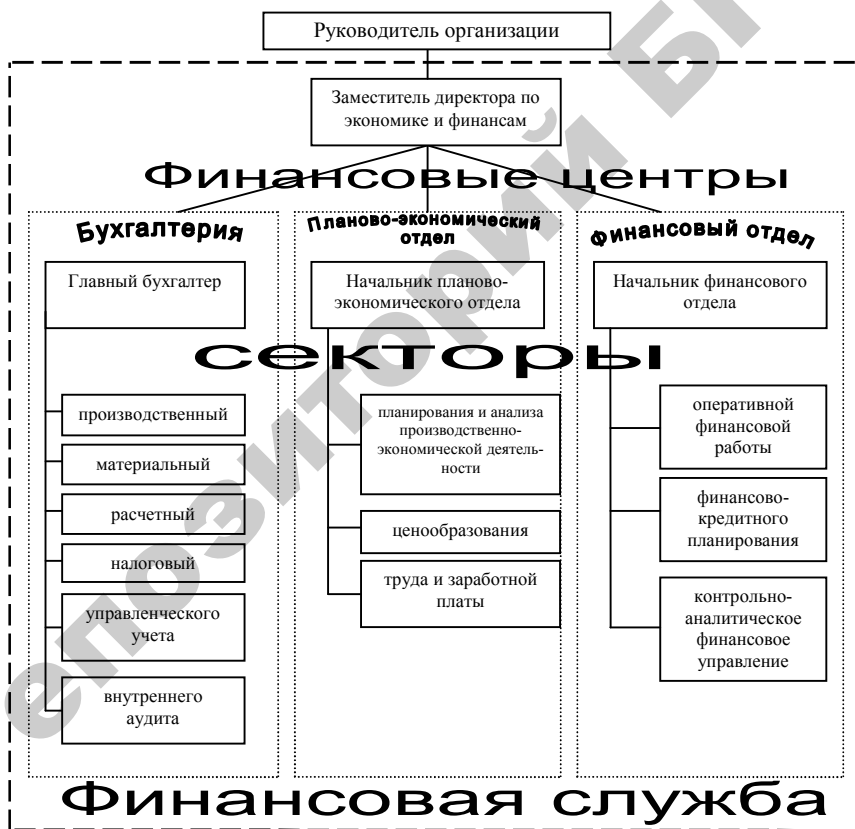 Руководитель организации
Заместитель директора по
экономике и финансам
Финансовые центры
Бухгалтерия
Главный бухгалтер
Планово-экономический
отдел
Начальник планово-
экономического отдела
Финансовый отдел
Начальник финансового
отдела
секторы
производственный
материальный
расчетный
налоговый
управленческого
учета
внутреннего
аудита
планирования и анализа
производственно-
экономической деятель-
ности
ценообразования
труда и заработной
платы
оперативной
финансовой
работы
финансово-
кредитного
планирования
контрольно-
аналитическое
финансовое
управление
Финансовая служба
епозиторий БГ